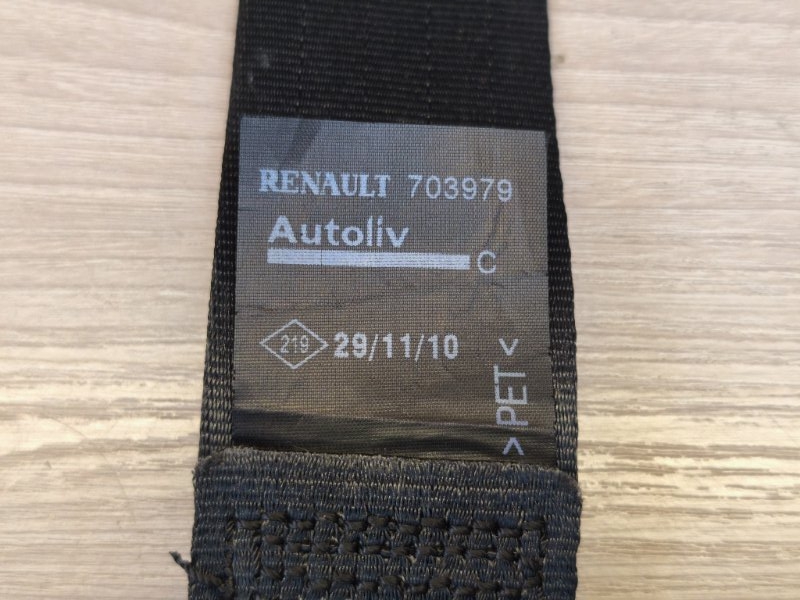 RENAULT 703979
Autoliv
C
219 29/11/10
>PET<